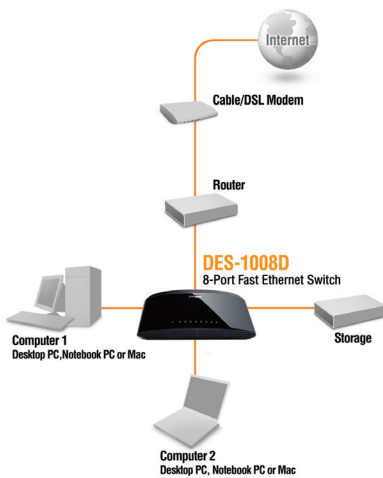 Internet
Cable/DSL Modem
Router
DES-1008D
8-Port Fast Ethernet Switch
Computer 1
Desktop PC,Notebook PC or Mac
Storage
Computer 2
Desktop PC, Notebook PC or Mac